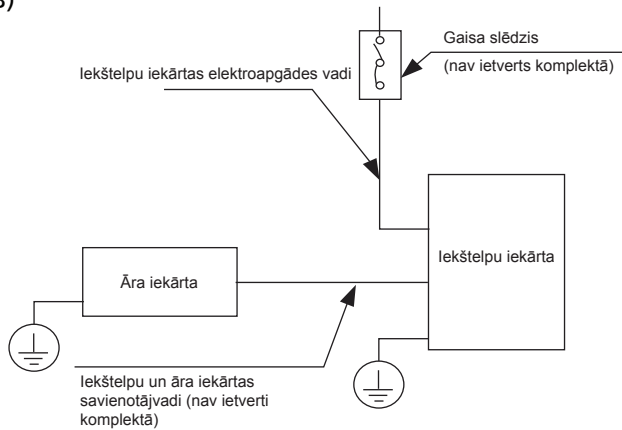 Gaisa slēdzis
(nav ietverts komplektā)
Iekštelpu iekārtas elektroapgādes vadi
Iekštelpu iekārta
Āra iekārta
Iekštelpu un āra iekārtas
savienotājvadi (nav ietverti
komplektā)